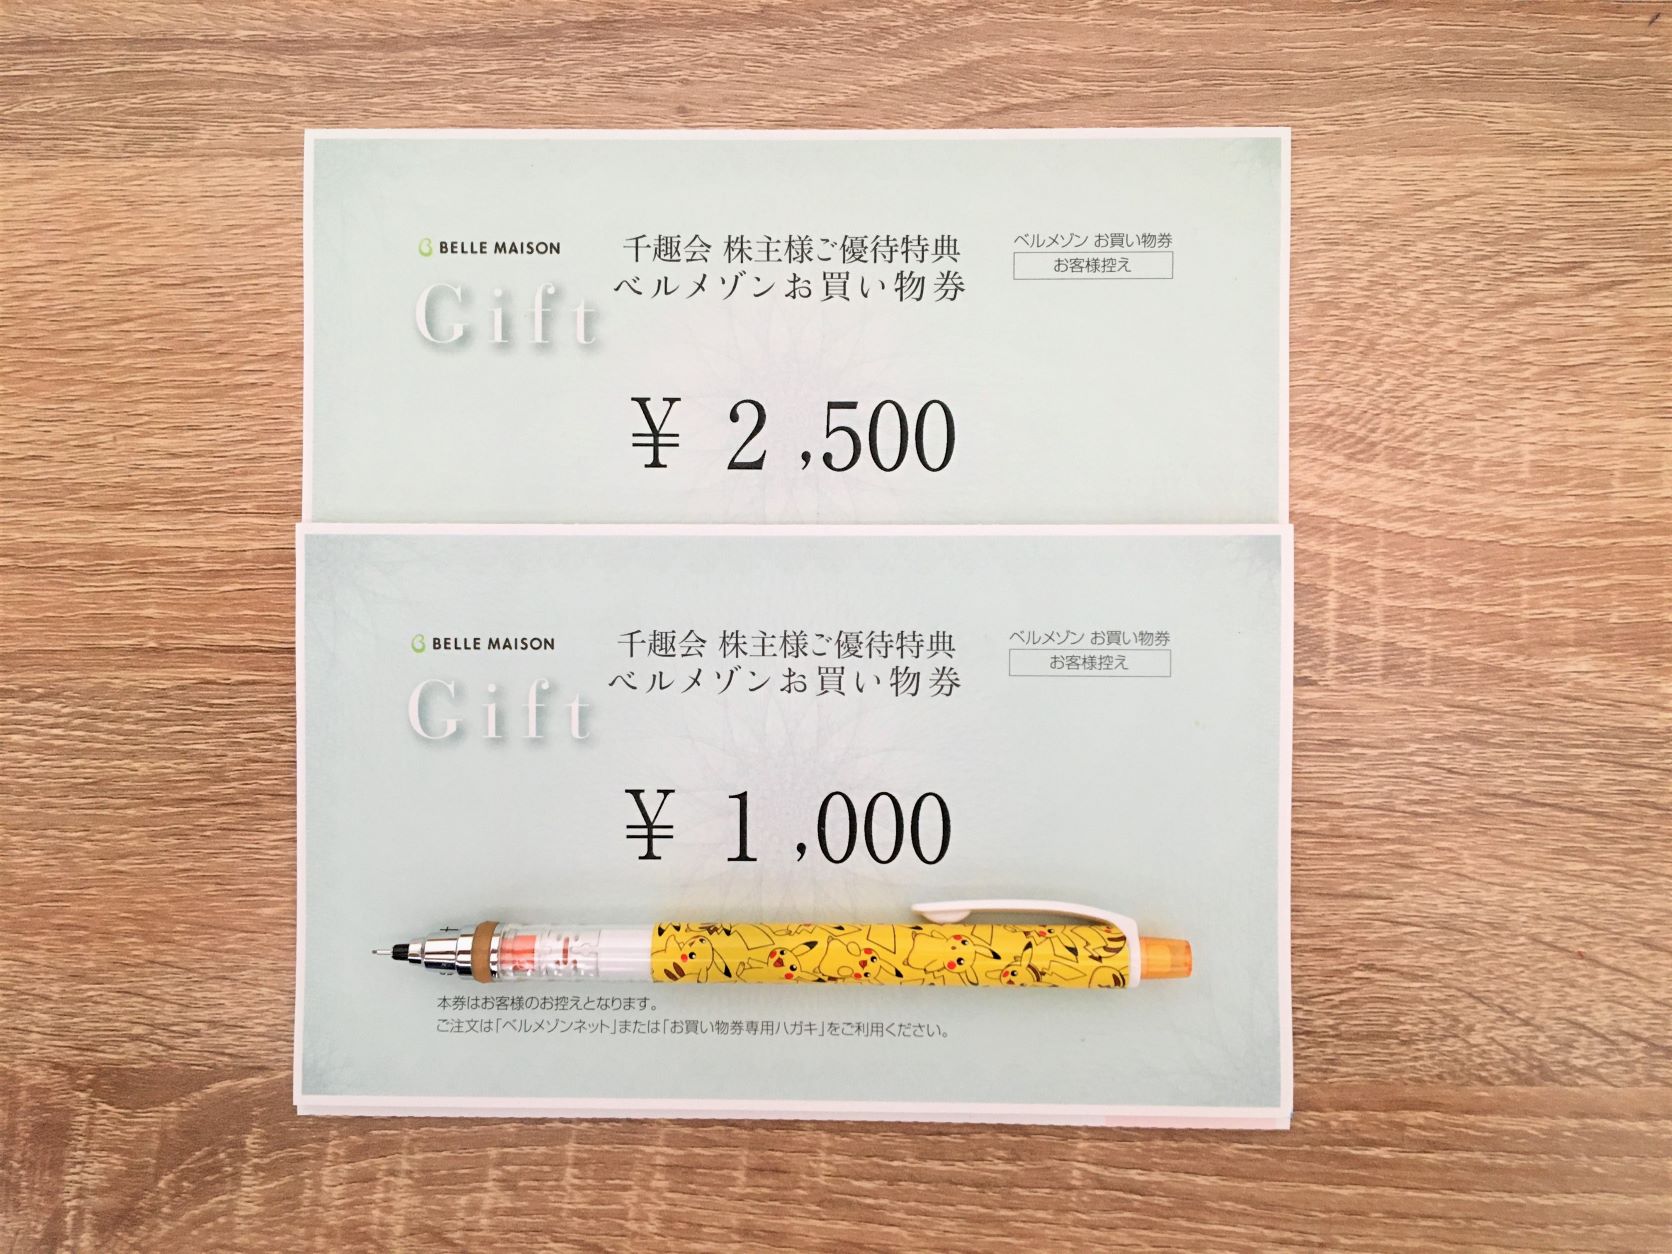 BELLE MAISON
Gift
千趣会 株主様ご優待特典
ベルメゾンお買い物券
ベルメゾン お買い物券
お客様控え
¥ 2,500
BELLE MAISON
Gift
千趣会 株主様ご優待特典
ベルメゾンお買い物券
ベルメゾン お買い物券
お客様控え
¥ 1,000
本券はお客様のお控えとなります。
ご注文は「ベルメゾンネット」または「お買い物券専用ハガキ」をご利用ください。